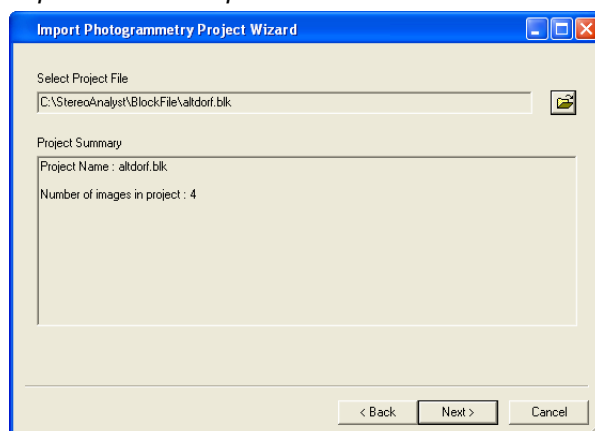 Import Photogrammetry Project Wizard
Select Project File
C:\StereoAnalyst\BlockFile\altdorf.blk
Project Summary
Project Name : altdorf.blk
Number of images in project : 4
< Back
Next >
Cancel